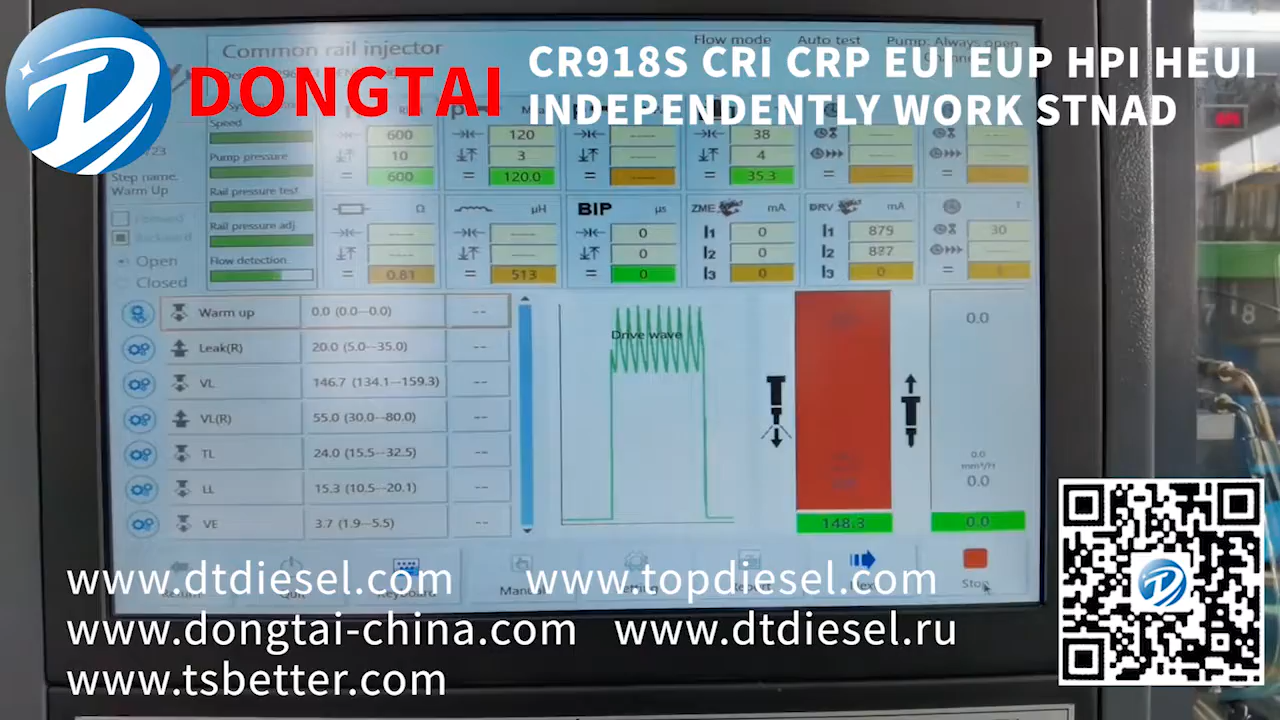 DONGTAI
CR918S CRI CRP EUI EUP HPI HEUI
INDEPENDENTLY WORK STNAD
Common rail injector
Flow mode
Auto test
Pump: Always open
Speed
Pump pressure
Rail pressure test
Rail pressure adj.
Flow detection
Step name.
Warm Up
Forward
Backward
Open
Closed
600 120 38
10 3 4
= 600 = 120.0 = = 35.3 = =
Ω μH BIP μs ZME mA DRV mA
0 I1 0 I1 879 30
0 I2 0 I2 887
= 0.81 = 513 = 0 I3 0 I3 0 =
Warm up 0.0 (0.0--0.0) --
Leak(R) 20.0 (5.0--35.0) --
VL 146.7 (134.1--159.3) --
VL(R) 55.0 (30.0--80.0) --
TL 24.0 (15.5--32.5) --
LL 15.3 (10.5--20.1) --
VE 3.7 (1.9--5.5) --
Drive wave
148.3
0.0
0.0
mm³/H
0.0
0.0
Stop
www.dtdiesel.com www.topdiesel.com
www.dongtai-china.com www.dtdiesel.ru
www.tsbetter.com